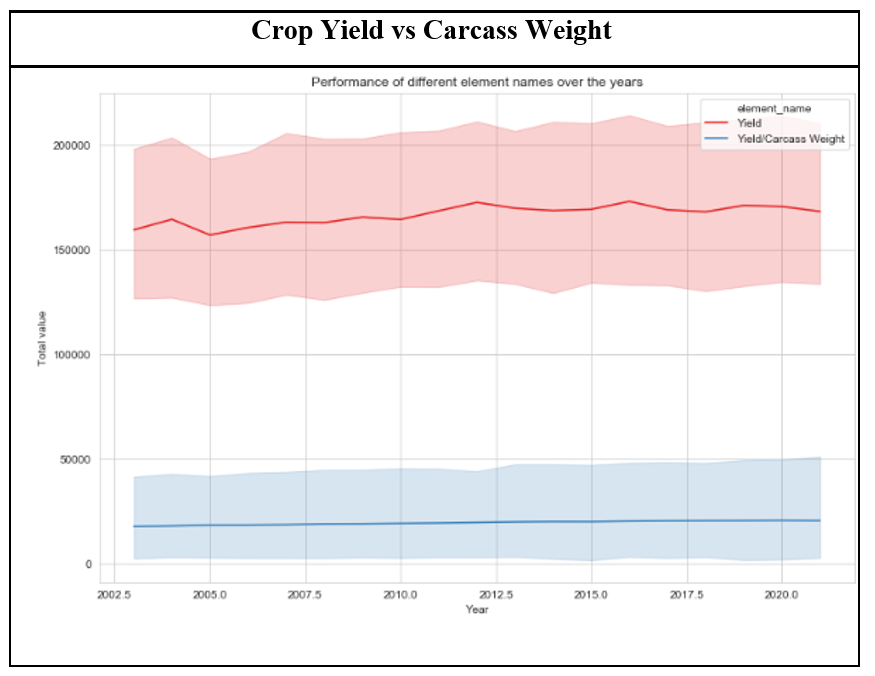 Crop Yield vs Carcass Weight
Performance of different element names over the years
element_name
Yield
Yield/Carcass Weight
200000
150000
100000
50000
0
Total value
2002.5 2005.0 2007.5 2010.0 2012.5 2015.0 2017.5 2020.0
Year